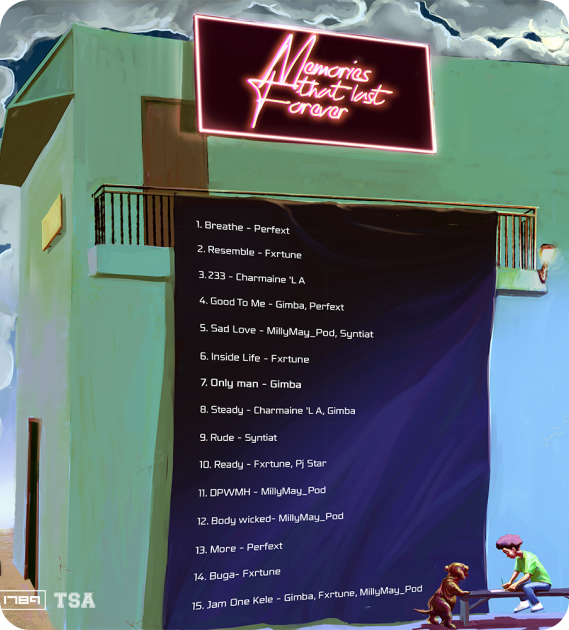 Memories
that last
Forever
1. Breathe - Perfext
2. Resemble - Fxrtune
3.233 - Charmaine 'L A
4. Good To Me - Gimba, Perfext
5. Sad Love - MillyMay_Pod, Syntiat
6. Inside Life - Fxrtune
7. Only man - Gimba
8. Steady - Charmaine 'L A, Gimba
9. Rude - Syntiat
10. Ready - Fxrtune, Pj Star
11. DPWMH - MillyMay_Pod
12. Body wicked- MillyMay_Pod
13. More - Perfext
14. Buga- Fxrtune
15. Jam One Kele - Gimba, Fxrtune, MillyMay_Pod
1789 TSA